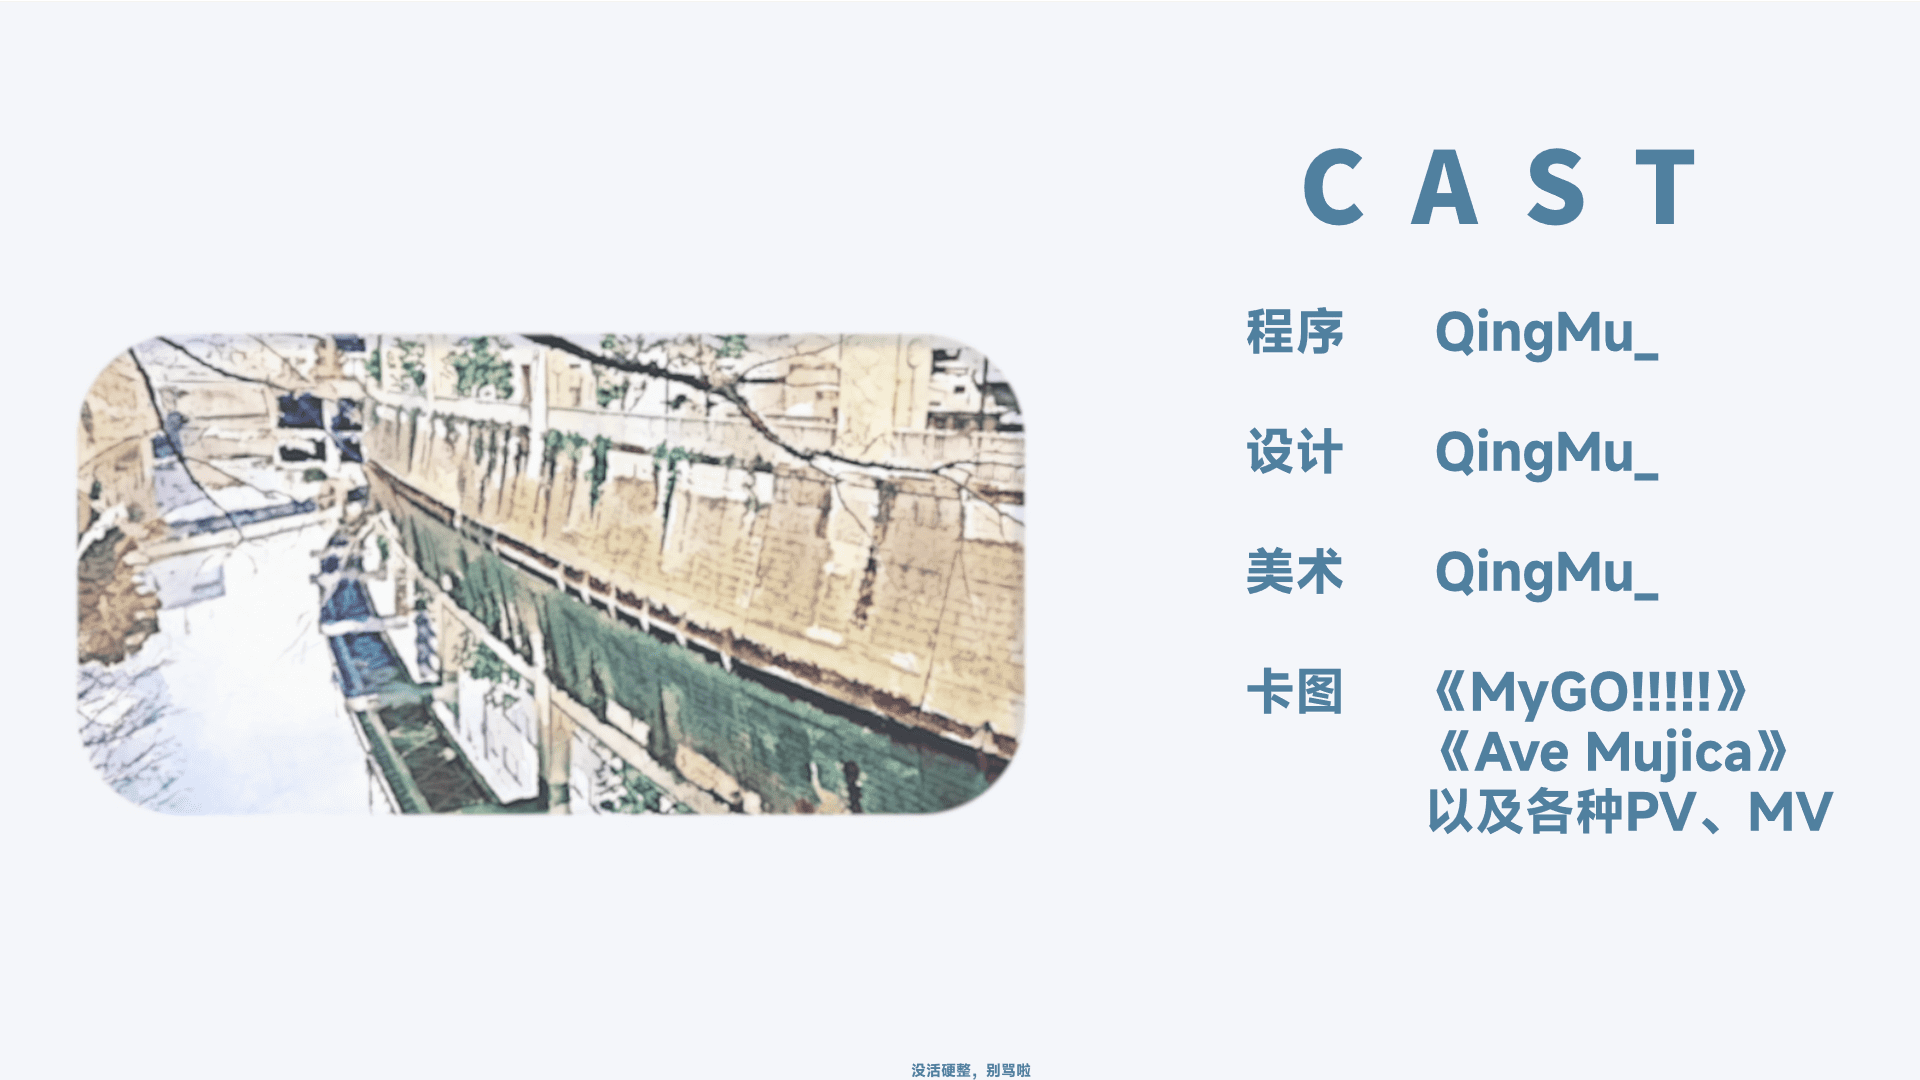 CAST
程序 QingMu_
设计 QingMu_
美术 QingMu_
卡图 《MyGO!!!!!》
《Ave Mujica》
以及各种PV、MV
没活硬整，别骂啦